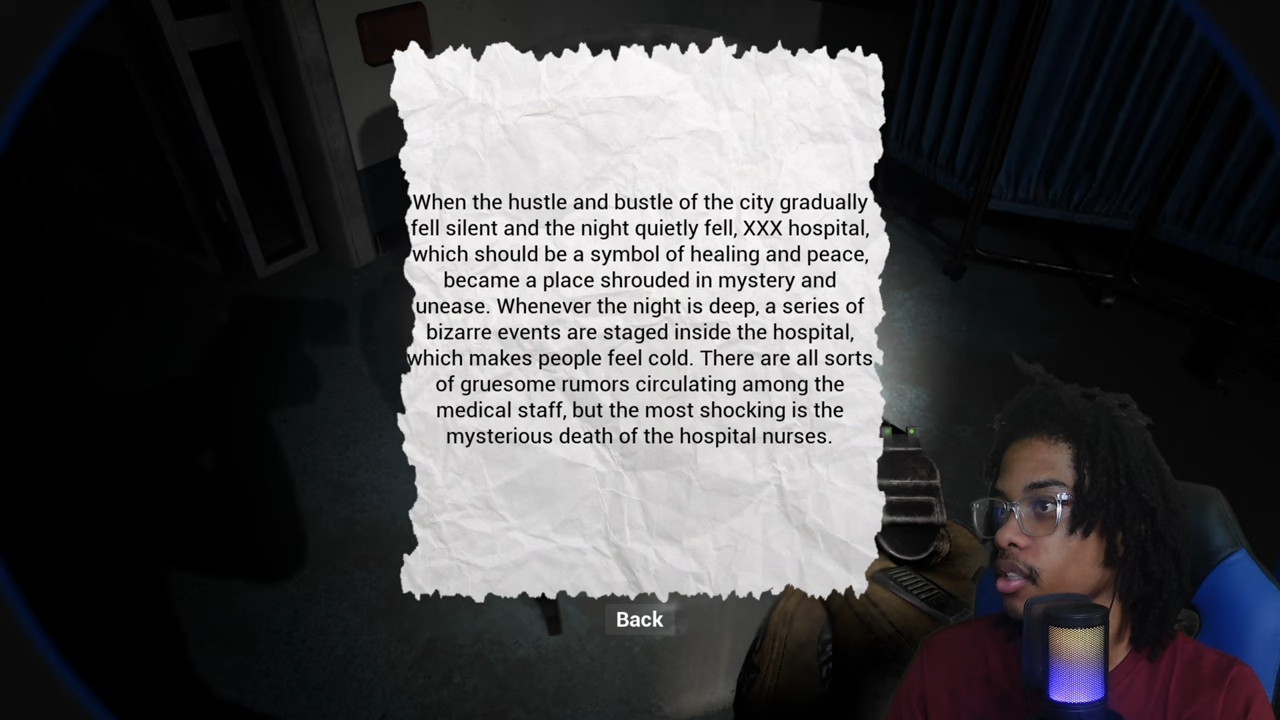 When the hustle and bustle of the city gradually
fell silent and the night quietly fell, XXX hospital,
which should be a symbol of healing and peace,
became a place shrouded in mystery and
unease. Whenever the night is deep, a series of
bizarre events are staged inside the hospital,
which makes people feel cold. There are all sorts
of gruesome rumors circulating among the
medical staff, but the most shocking is the
mysterious death of the hospital nurses.
Back